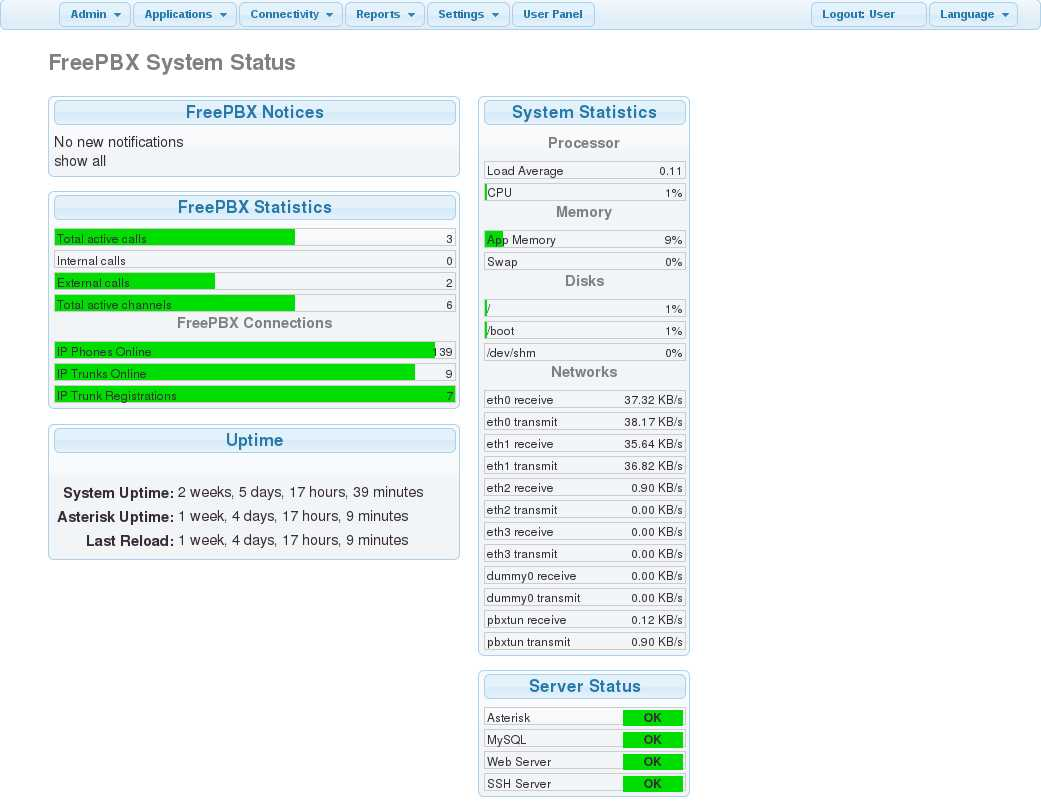 Admin Applications Connectivity Reports Settings User Panel Logout: User Language
FreePBX System Status
FreePBX Notices
No new notifications
show all
FreePBX Statistics
Total active calls 3
Internal calls 0
External calls 2
Total active channels 6
FreePBX Connections
IP Phones Online 139
IP Trunks Online 9
IP Trunk Registrations 7
Uptime
System Uptime: 2 weeks, 5 days, 17 hours, 39 minutes
Asterisk Uptime: 1 week, 4 days, 17 hours, 9 minutes
Last Reload: 1 week, 4 days, 17 hours, 9 minutes
System Statistics
Processor
Load Average 0.11
CPU 1%
Memory
App Memory 9%
Swap 0%
Disks
/ 1%
/boot 1%
/dev/shm 0%
Networks
eth0 receive 37.32 KB/s
eth0 transmit 38.17 KB/s
eth1 receive 35.64 KB/s
eth1 transmit 36.82 KB/s
eth2 receive 0.90 KB/s
eth2 transmit 0.00 KB/s
eth3 receive 0.00 KB/s
eth3 transmit 0.00 KB/s
dummy0 receive 0.00 KB/s
dummy0 transmit 0.00 KB/s
pbxtun receive 0.12 KB/s
pbxtun transmit 0.90 KB/s
Server Status
Asterisk OK
MySQL OK
Web Server OK
SSH Server OK